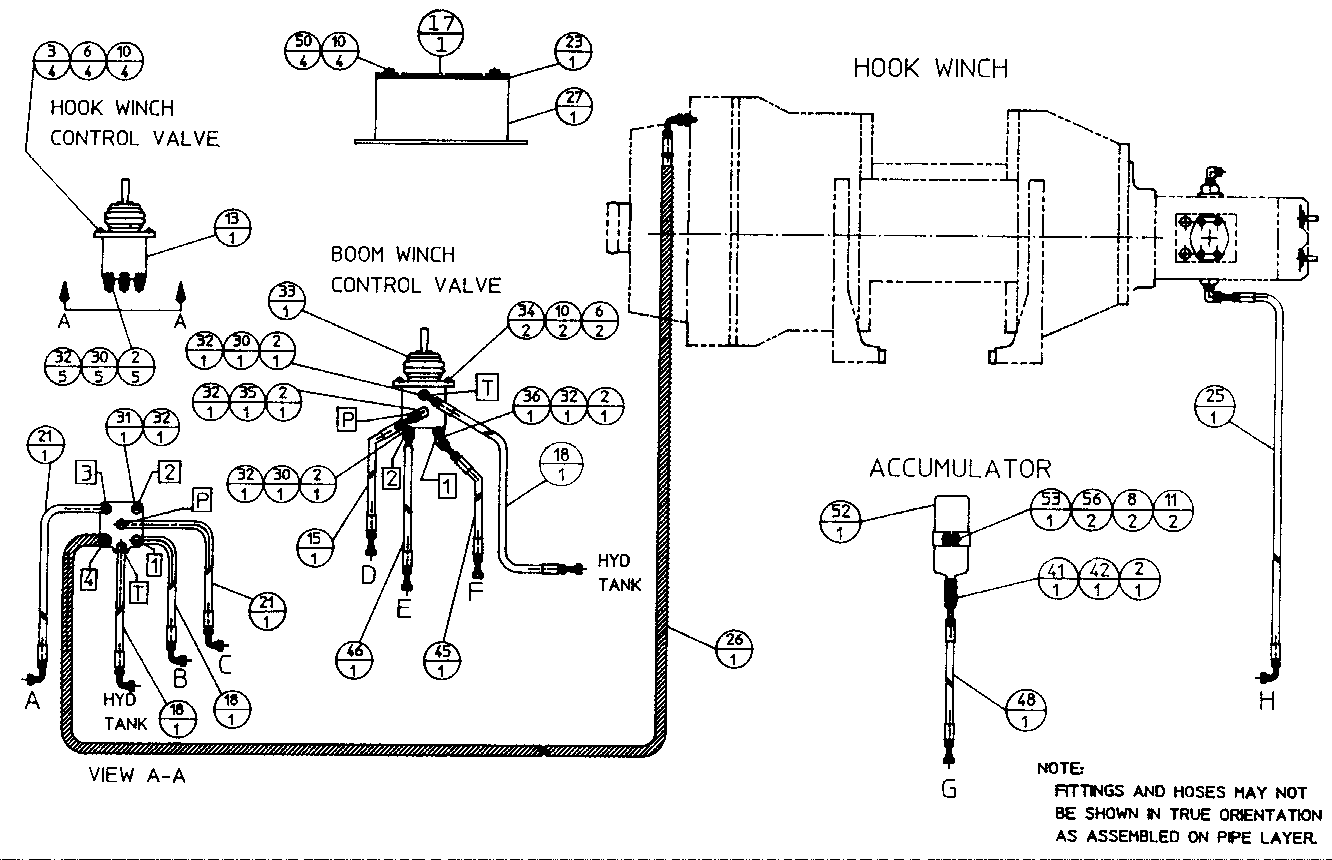 17
1
50 10
4 4
23
1
27
1
3 6 10
4 4 4
HOOK WINCH
CONTROL VALVE
HOOK WINCH
13
1
A A
32 30 2
5 5 5
BOOM WINCH
CONTROL VALVE
33
1
34 10 6
2 2 2
32 30 2
1 1 1
T
32 35 2
1 1 1
P
36 32 2
1 1 1
2
1
32 30 2
1 1 1
18
1
15
1
D
E
F
HYD
TANK
46
1
45
1
31 32
1 1
21
1
3
2
P
4
T
1
21
1
A
B
C
HYD
TANK
18
1
18
1
VIEW A-A
26
1
25
1
H
ACCUMULATOR
52
1
53 56 8 11
1 2 2 2
41 42 2
1 1 1
48
1
G
NOTE:
FITTINGS AND HOSES MAY NOT
BE SHOWN IN TRUE ORIENTATION
AS ASSEMBLED ON PIPE LAYER.